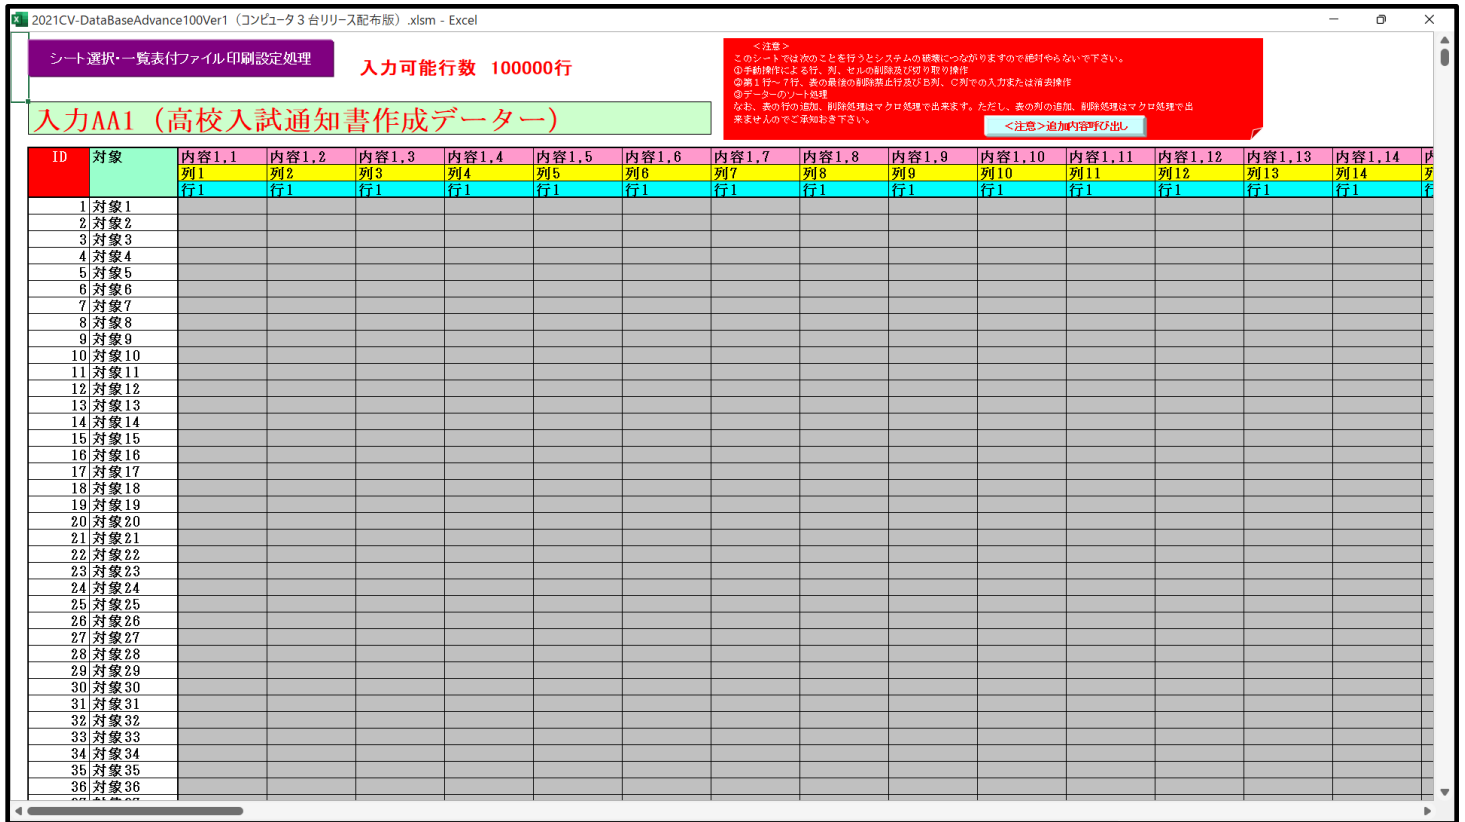 2021CV-DataBaseAdvance100Ver1（コンピュータ３台リリース配布版）.xlsm - Excel
シート選択・一覧表付ファイル印刷設定処理
入力可能行数 100000行
＜注意＞
このシートでは次のことを行うとシステムの破壊につながりますので絶対やらないで下さい。
①手動操作による行、列、セルの削除及び切り取り操作
②第１行～７行、表の最後の削除禁止行及びＢ列、Ｃ列での入力または消去操作
③データーのソート処理
なお、表の行の追加、削除処理はマクロ処理で出来ます。ただし、表の列の追加、削除処理はマクロ処理で出
来ませんのでご承知おき下さい。
＜注意＞追加内容呼び出し
入力AA1（高校入試通知書作成データー）
ID 対象 内容1,1 内容1,2 内容1,3 内容1,4 内容1,5 内容1,6 内容1,7 内容1,8 内容1,9 内容1,10 内容1,11 内容1,12 内容1,13 内容1,14
列1 列2 列3 列4 列5 列6 列7 列8 列9 列10 列11 列12 列13 列14
行1 行1 行1 行1 行1 行1 行1 行1 行1 行1 行1 行1 行1 行1
1 対象1
2 対象2
3 対象3
4 対象4
5 対象5
6 対象6
7 対象7
8 対象8
9 対象9
10 対象10
11 対象11
12 対象12
13 対象13
14 対象14
15 対象15
16 対象16
17 対象17
18 対象18
19 対象19
20 対象20
21 対象21
22 対象22
23 対象23
24 対象24
25 対象25
26 対象26
27 対象27
28 対象28
29 対象29
30 対象30
31 対象31
32 対象32
33 対象33
34 対象34
35 対象35
36 対象36